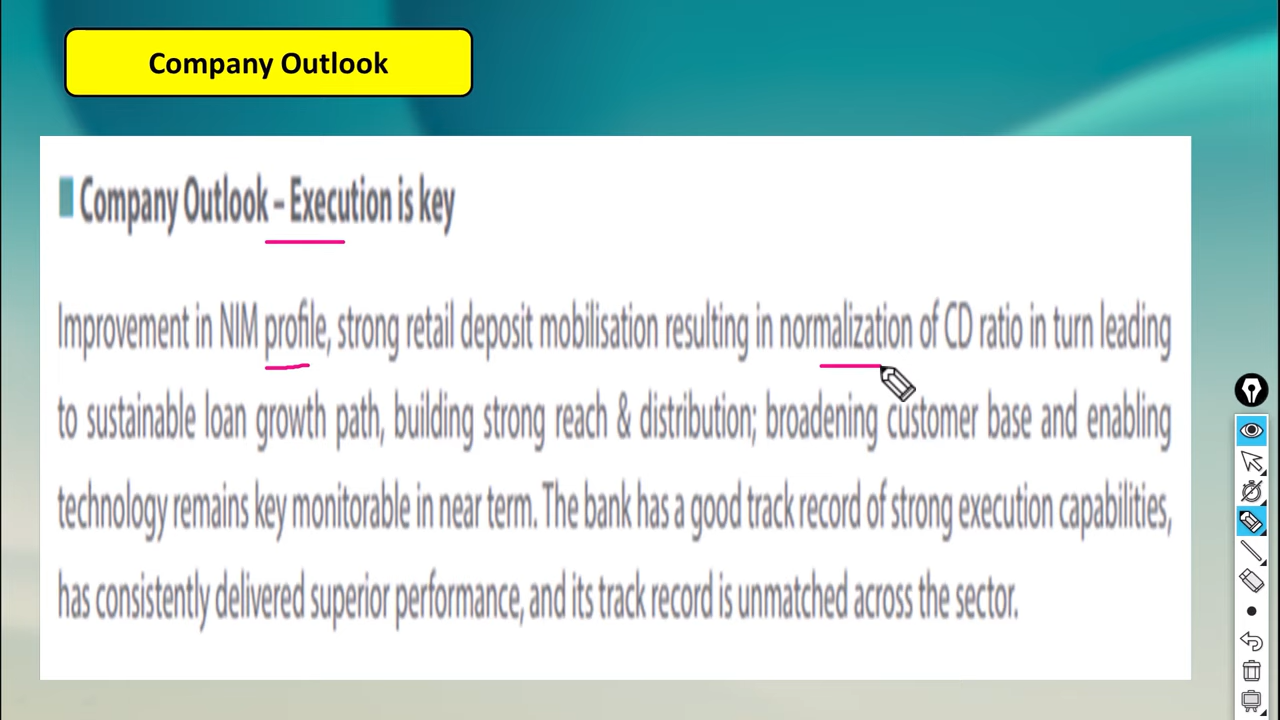 Company Outlook
Company Outlook – Execution is key
Improvement in NIM profile, strong retail deposit mobilisation resulting in normalization of CD ratio in turn leading
to sustainable loan growth path, building strong reach & distribution; broadening customer base and enabling
technology remains key monitorable in near term. The bank has a good track record of strong execution capabilities,
has consistently delivered superior performance, and its track record is unmatched across the sector.